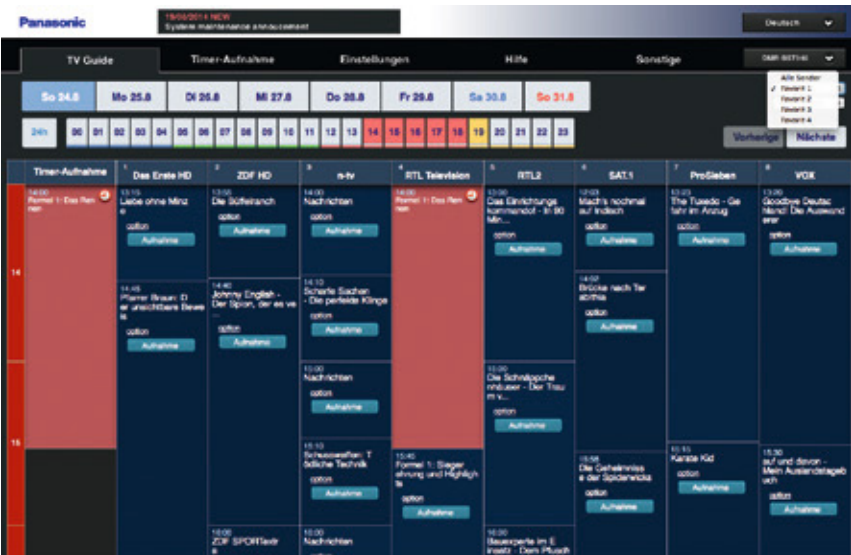 Panasonic
19/08/2014 NEW
System maintenance announcement
Deutsch
TV Guide
Timer-Aufnahme
Einstellungen
Hilfe
Sonstige
Alle Sender
✓ Favorit 1
Favorit 2
Favorit 3
Favorit 4
So 24.8
Mo 25.8
Di 26.8
Mi 27.8
Do 28.8
Fr 29.8
Sa 30.8
So 31.8
24h 00 01 02 03 04 05 06 07 08 09 10 11 12 13 14 15 16 17 18 19 20 21 22 23
Vorherige
Nächste
Timer-Aufnahme
1 Das Erste HD
2 ZDF HD
3 n-tv
4 RTL Television
5 RTL2
6 SAT.1
7 ProSieben
8 VOX
14
15
14:00
Formel 1: Das Ren
nen
13:15
Liebe ohne Minz
e
option
Aufnahme
14:45
Pfarrer Braun: D
er unsichtbare Bewe
is
option
Aufnahme
13:55
Die Büffelranch
option
Aufnahme
14:40
Johnny English -
Der Spion, der es ve
...
option
Aufnahme
16:00
ZDF SPORTextr
a
14:00
Nachrichten
option
Aufnahme
14:10
Scharfe Sachen
- Die perfekte Klinge
option
Aufnahme
15:00
Nachrichten
option
Aufnahme
15:10
Schusswaffen: T
ödliche Technik
option
Aufnahme
16:00
Nachrichten
14:00
Formel 1: Das Ren
nen
15:45
Formel 1: Sieger
ehrung und Highligh
ts
option
Aufnahme
13:00
Das Einrichtungs
kommando! - In 90
Min...
option
Aufnahme
15:00
Die Schnäppche
nhäuser - Der Trau
m v...
option
Aufnahme
16:00
Bauexperte im E
insatz - Dem Pfusch
12:03
Mach's nochmal
auf Indisch
option
Aufnahme
14:52
Brücke nach Ter
abithia
option
Aufnahme
Die Geheimniss
e der Spiderwicks
option
Aufnahme
13:23
The Tuxedo - Ge
fahr im Anzug
option
Aufnahme
15:15
Karate Kid
option
Aufnahme
13:20
Goodbye Deutsc
hland! Die Auswand
erer
option
Aufnahme
15:30
auf und davon -
Mein Auslandstageb
uch
option
Aufnahme